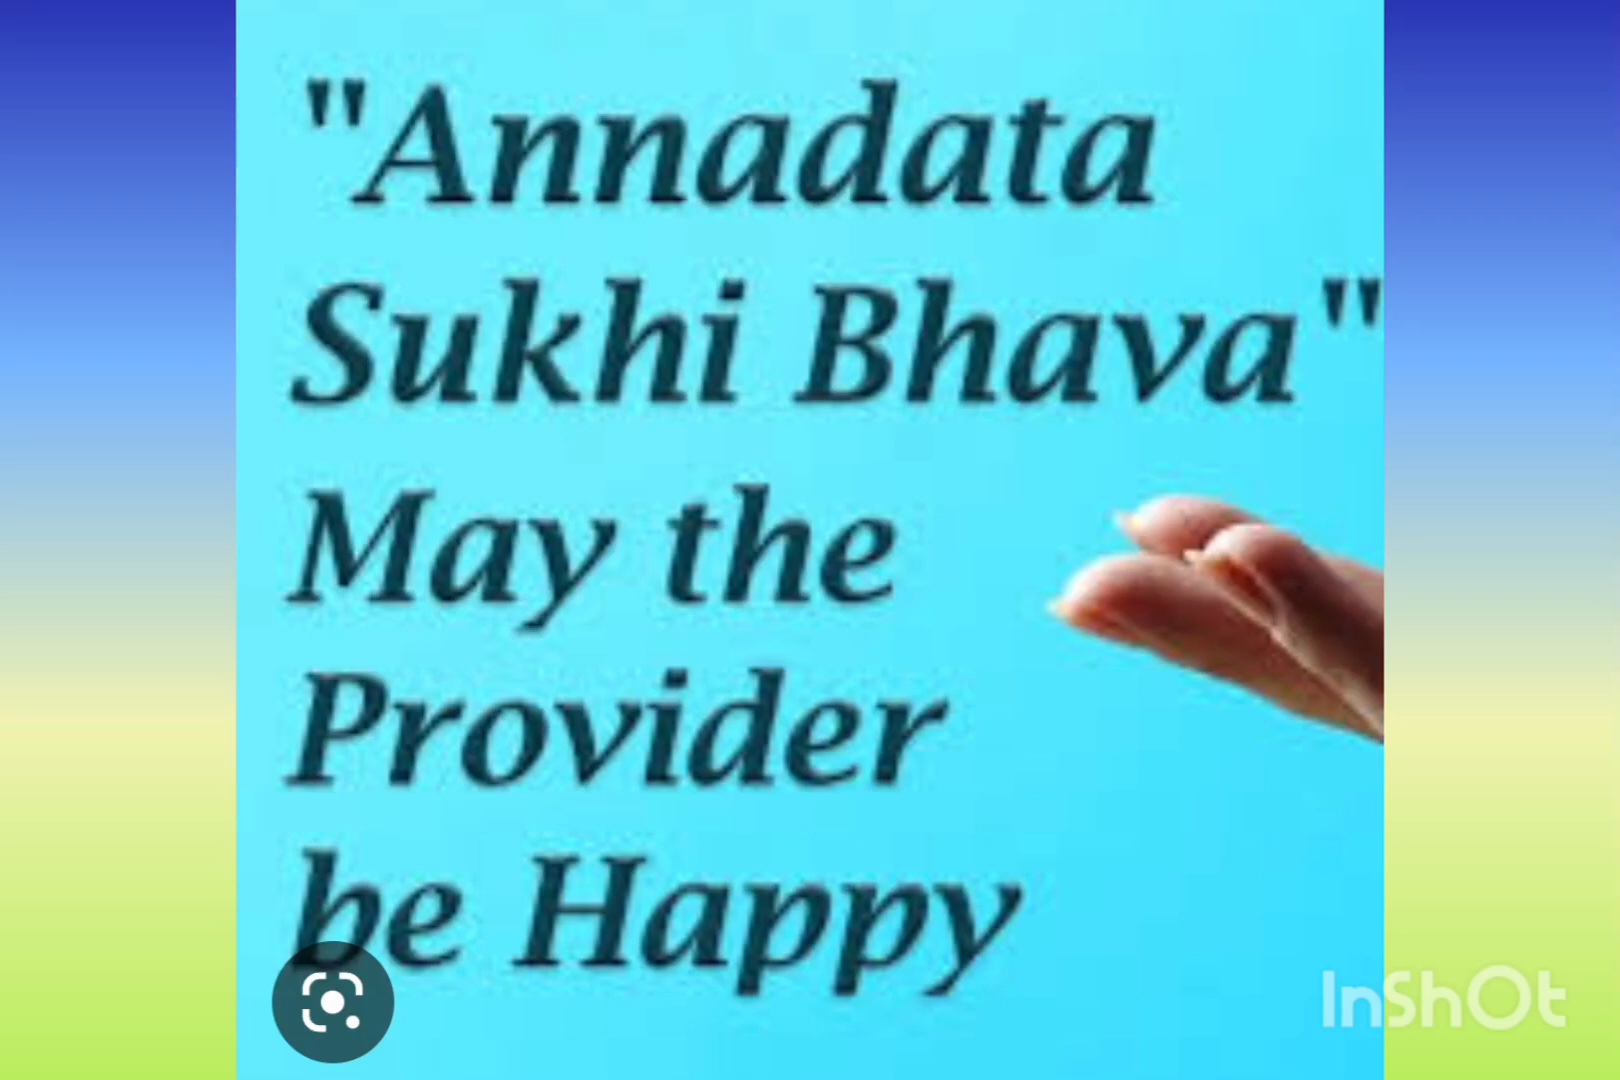 "Annadata
Sukhi Bhava"
May the
Provider
be Happy
InShOt